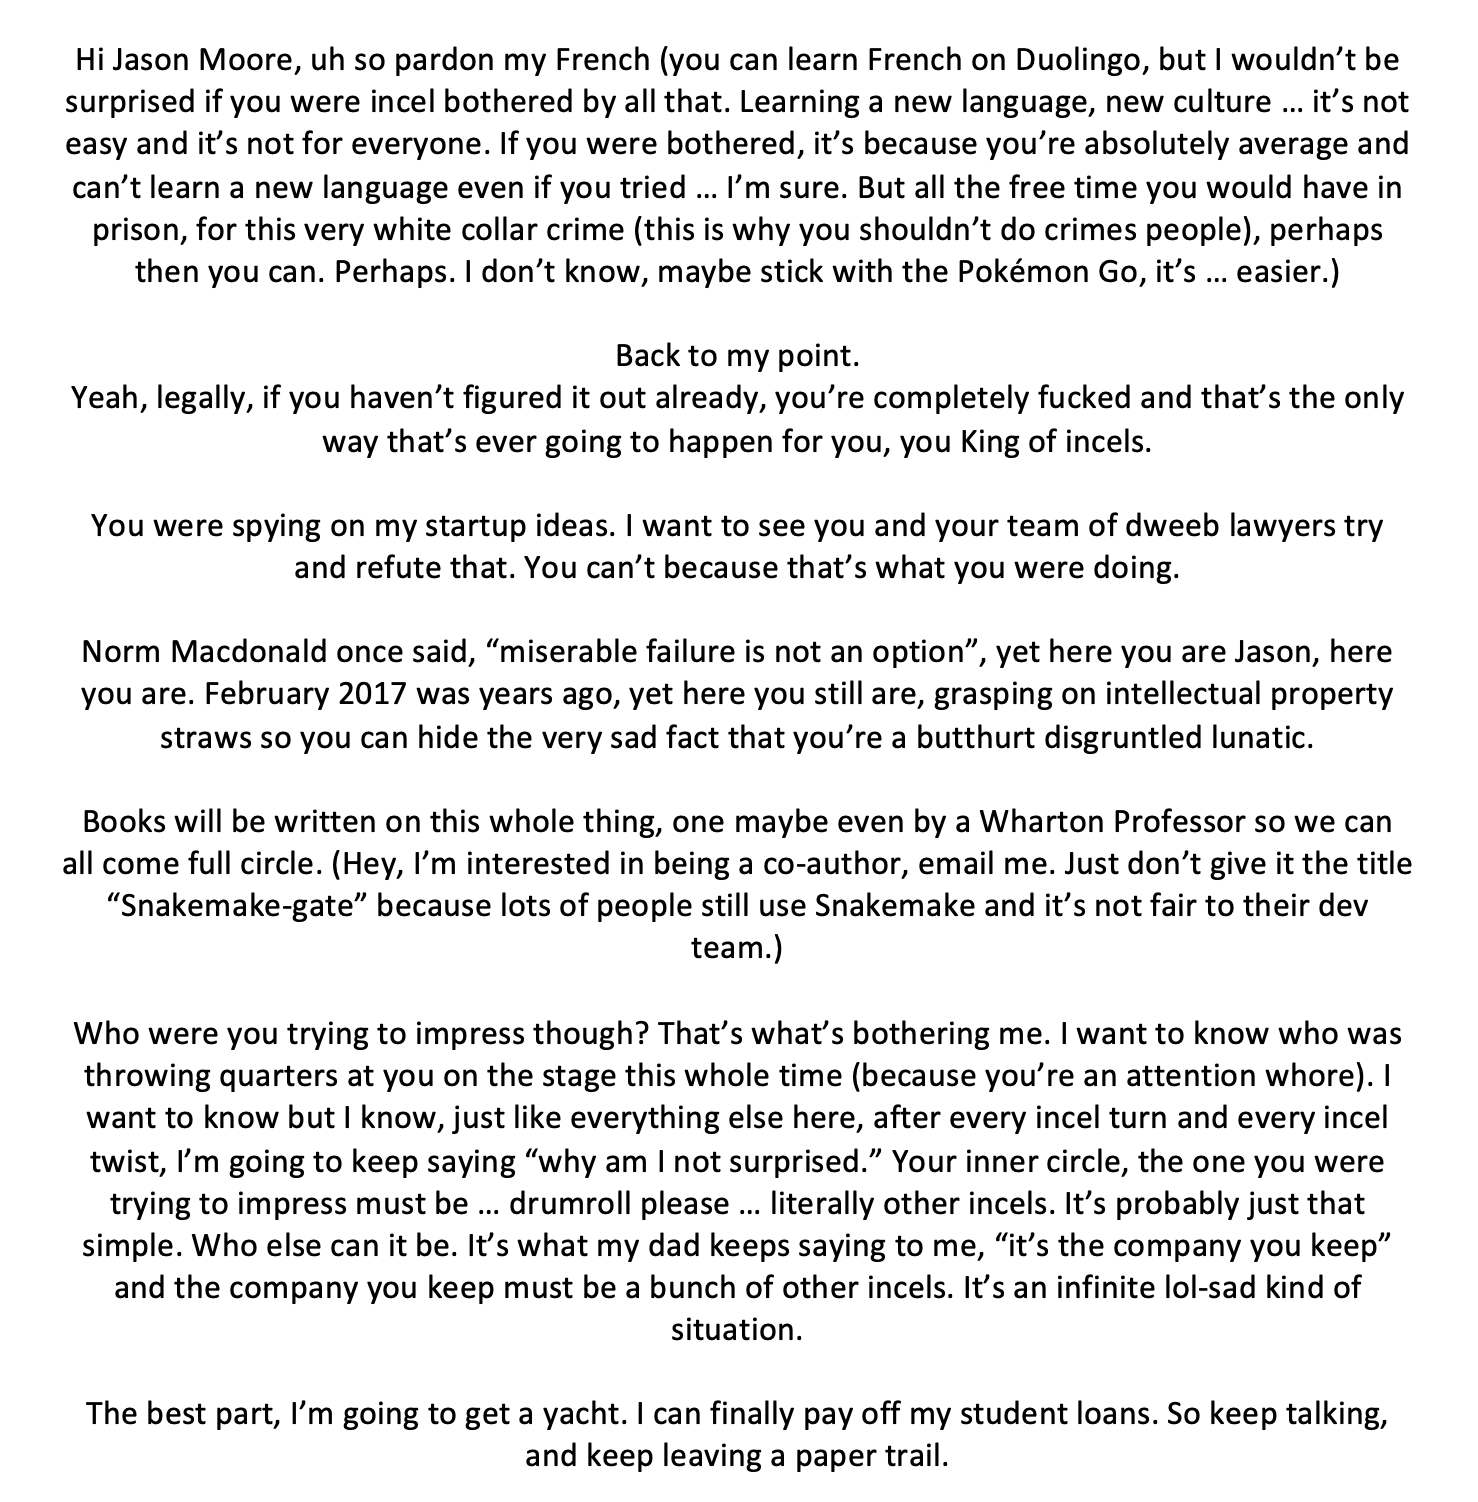 Hi Jason Moore, uh so pardon my French (you can learn French on Duolingo, but I wouldn’t be
surprised if you were incel bothered by all that. Learning a new language, new culture … it’s not
easy and it’s not for everyone. If you were bothered, it’s because you’re absolutely average and
can’t learn a new language even if you tried … I’m sure. But all the free time you would have in
prison, for this very white collar crime (this is why you shouldn’t do crimes people), perhaps
then you can. Perhaps. I don’t know, maybe stick with the Pokémon Go, it’s … easier.)
Back to my point.
Yeah, legally, if you haven’t figured it out already, you’re completely fucked and that’s the only
way that’s ever going to happen for you, you King of incels.
You were spying on my startup ideas. I want to see you and your team of dweeb lawyers try
and refute that. You can’t because that’s what you were doing.
Norm Macdonald once said, “miserable failure is not an option”, yet here you are Jason, here
you are. February 2017 was years ago, yet here you still are, grasping on intellectual property
straws so you can hide the very sad fact that you’re a butthurt disgruntled lunatic.
Books will be written on this whole thing, one maybe even by a Wharton Professor so we can
all come full circle. (Hey, I’m interested in being a co-author, email me. Just don’t give it the title
“Snakemake-gate” because lots of people still use Snakemake and it’s not fair to their dev
team.)
Who were you trying to impress though? That’s what’s bothering me. I want to know who was
throwing quarters at you on the stage this whole time (because you’re an attention whore). I
want to know but I know, just like everything else here, after every incel turn and every incel
twist, I’m going to keep saying “why am I not surprised.” Your inner circle, the one you were
trying to impress must be … drumroll please … literally other incels. It’s probably just that
simple. Who else can it be. It’s what my dad keeps saying to me, “it’s the company you keep”
and the company you keep must be a bunch of other incels. It’s an infinite lol-sad kind of
situation.
The best part, I’m going to get a yacht. I can finally pay off my student loans. So keep talking,
and keep leaving a paper trail.